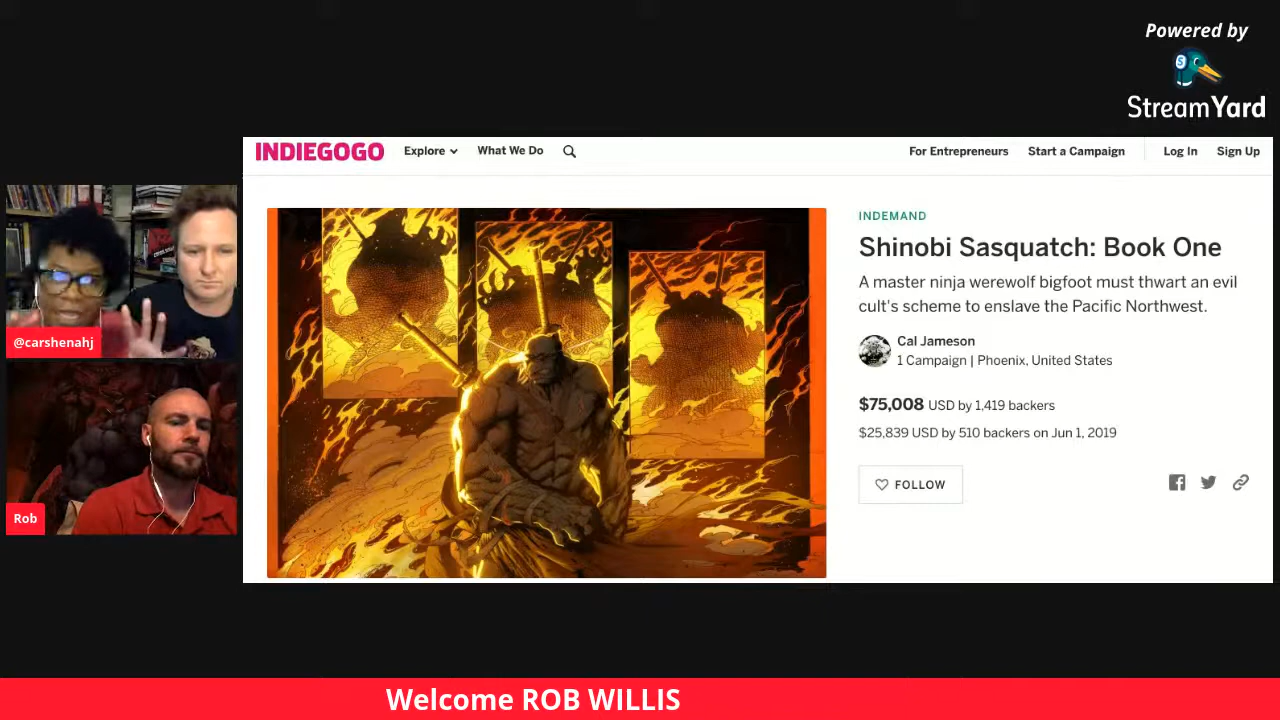 Powered by
StreamYard
INDIEGOGO Explore What We Do For Entrepreneurs Start a Campaign Log In Sign Up
INDEMAND
Shinobi Sasquatch: Book One
A master ninja werewolf bigfoot must thwart an evil
cult's scheme to enslave the Pacific Northwest.
Cal Jameson
1 Campaign | Phoenix, United States
$75,008 USD by 1,419 backers
$25,839 USD by 510 backers on Jun 1, 2019
FOLLOW
@carshenahj
Rob
Welcome ROB WILLIS